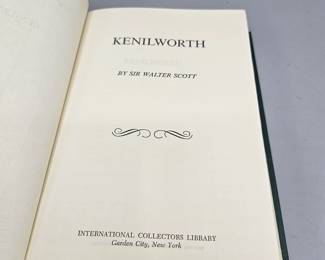 KENILWORTH
BY SIR WALTER SCOTT
INTERNATIONAL COLLECTORS LIBRARY
Garden City, New York